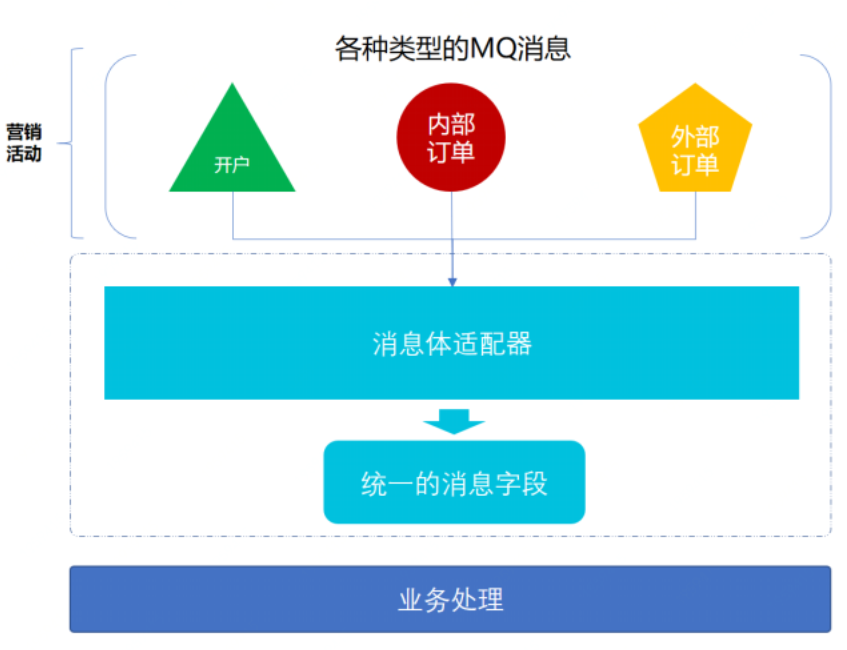 各种类型的MQ消息
营销
活动
开户
内部
订单
外部
订单
消息体适配器
统一的消息字段
业务处理